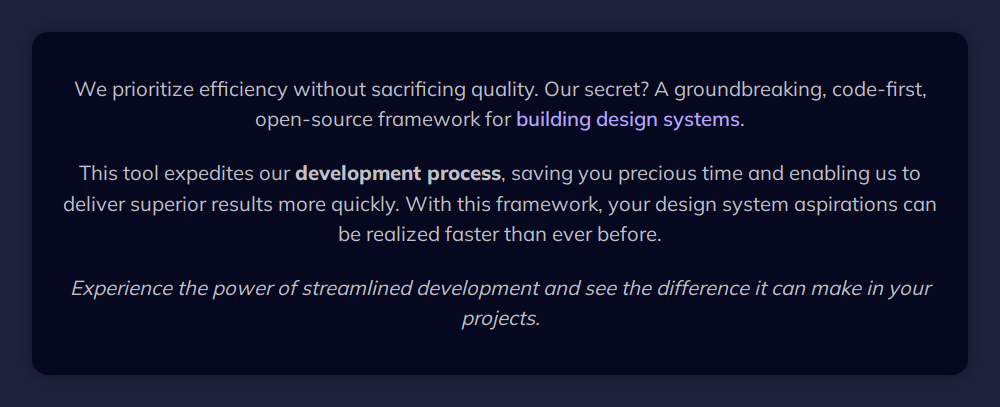 We prioritize efficiency without sacrificing quality. Our secret? A groundbreaking, code-first,
open-source framework for building design systems.
This tool expedites our development process, saving you precious time and enabling us to
deliver superior results more quickly. With this framework, your design system aspirations can
be realized faster than ever before.
Experience the power of streamlined development and see the difference it can make in your
projects.